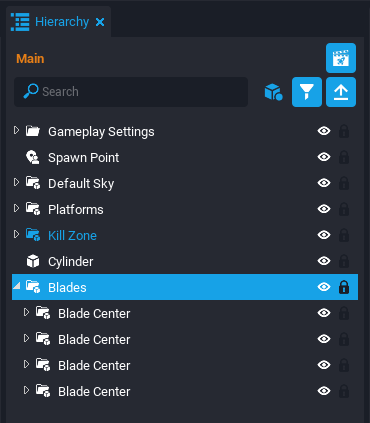 Hierarchy
Main
Search
Gameplay Settings
Spawn Point
Default Sky
Platforms
Kill Zone
Cylinder
Blades
Blade Center
Blade Center
Blade Center
Blade Center